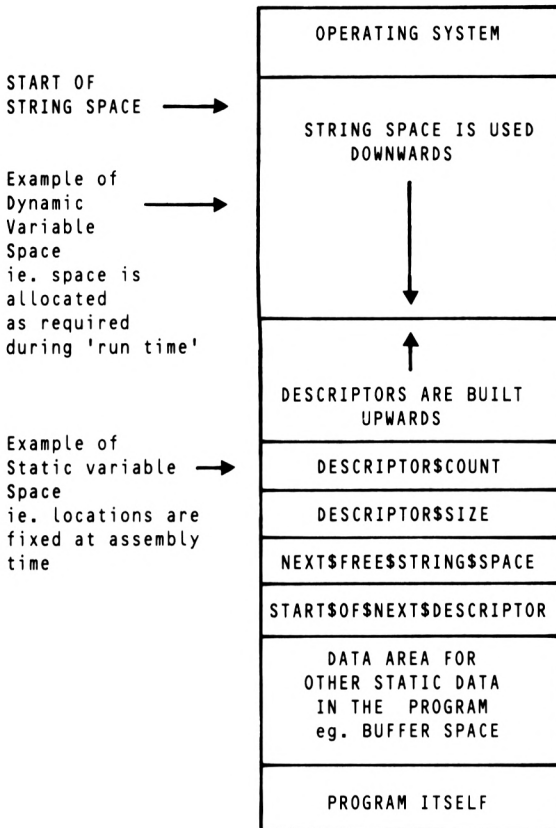 OPERATING SYSTEM
START OF
STRING SPACE
STRING SPACE IS USED
DOWNWARDS
Example of
Dynamic
Variable
Space
ie. space is
allocated
as required
during 'run time'
DESCRIPTORS ARE BUILT
UPWARDS
Example of
Static variable
Space
ie. locations are
fixed at assembly
time
DESCRIPTOR$COUNT
DESCRIPTOR$SIZE
NEXT$FREE$STRING$SPACE
START$OF$NEXT$DESCRIPTOR
DATA AREA FOR
OTHER STATIC DATA
IN THE PROGRAM
eg. BUFFER SPACE
PROGRAM ITSELF